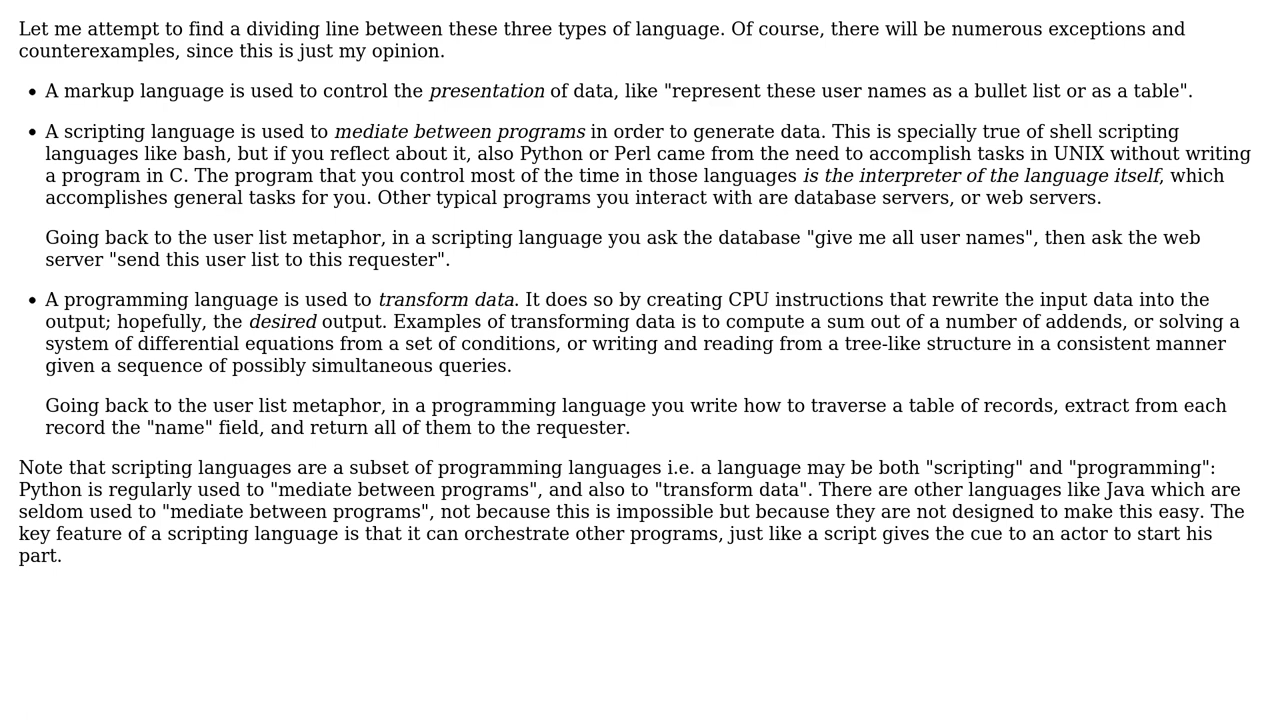 Let me attempt to find a dividing line between these three types of language. Of course, there will be numerous exceptions and
counterexamples, since this is just my opinion.
• A markup language is used to control the presentation of data, like "represent these user names as a bullet list or as a table".
• A scripting language is used to mediate between programs in order to generate data. This is specially true of shell scripting
languages like bash, but if you reflect about it, also Python or Perl came from the need to accomplish tasks in UNIX without writing
a program in C. The program that you control most of the time in those languages is the interpreter of the language itself, which
accomplishes general tasks for you. Other typical programs you interact with are database servers, or web servers.
Going back to the user list metaphor, in a scripting language you ask the database "give me all user names", then ask the web
server "send this user list to this requester".
• A programming language is used to transform data. It does so by creating CPU instructions that rewrite the input data into the
output; hopefully, the desired output. Examples of transforming data is to compute a sum out of a number of addends, or solving a
system of differential equations from a set of conditions, or writing and reading from a tree-like structure in a consistent manner
given a sequence of possibly simultaneous queries.
Going back to the user list metaphor, in a programming language you write how to traverse a table of records, extract from each
record the "name" field, and return all of them to the requester.
Note that scripting languages are a subset of programming languages i.e. a language may be both "scripting" and "programming":
Python is regularly used to "mediate between programs", and also to "transform data". There are other languages like Java which are
seldom used to "mediate between programs", not because this is impossible but because they are not designed to make this easy. The
key feature of a scripting language is that it can orchestrate other programs, just like a script gives the cue to an actor to start his
part.